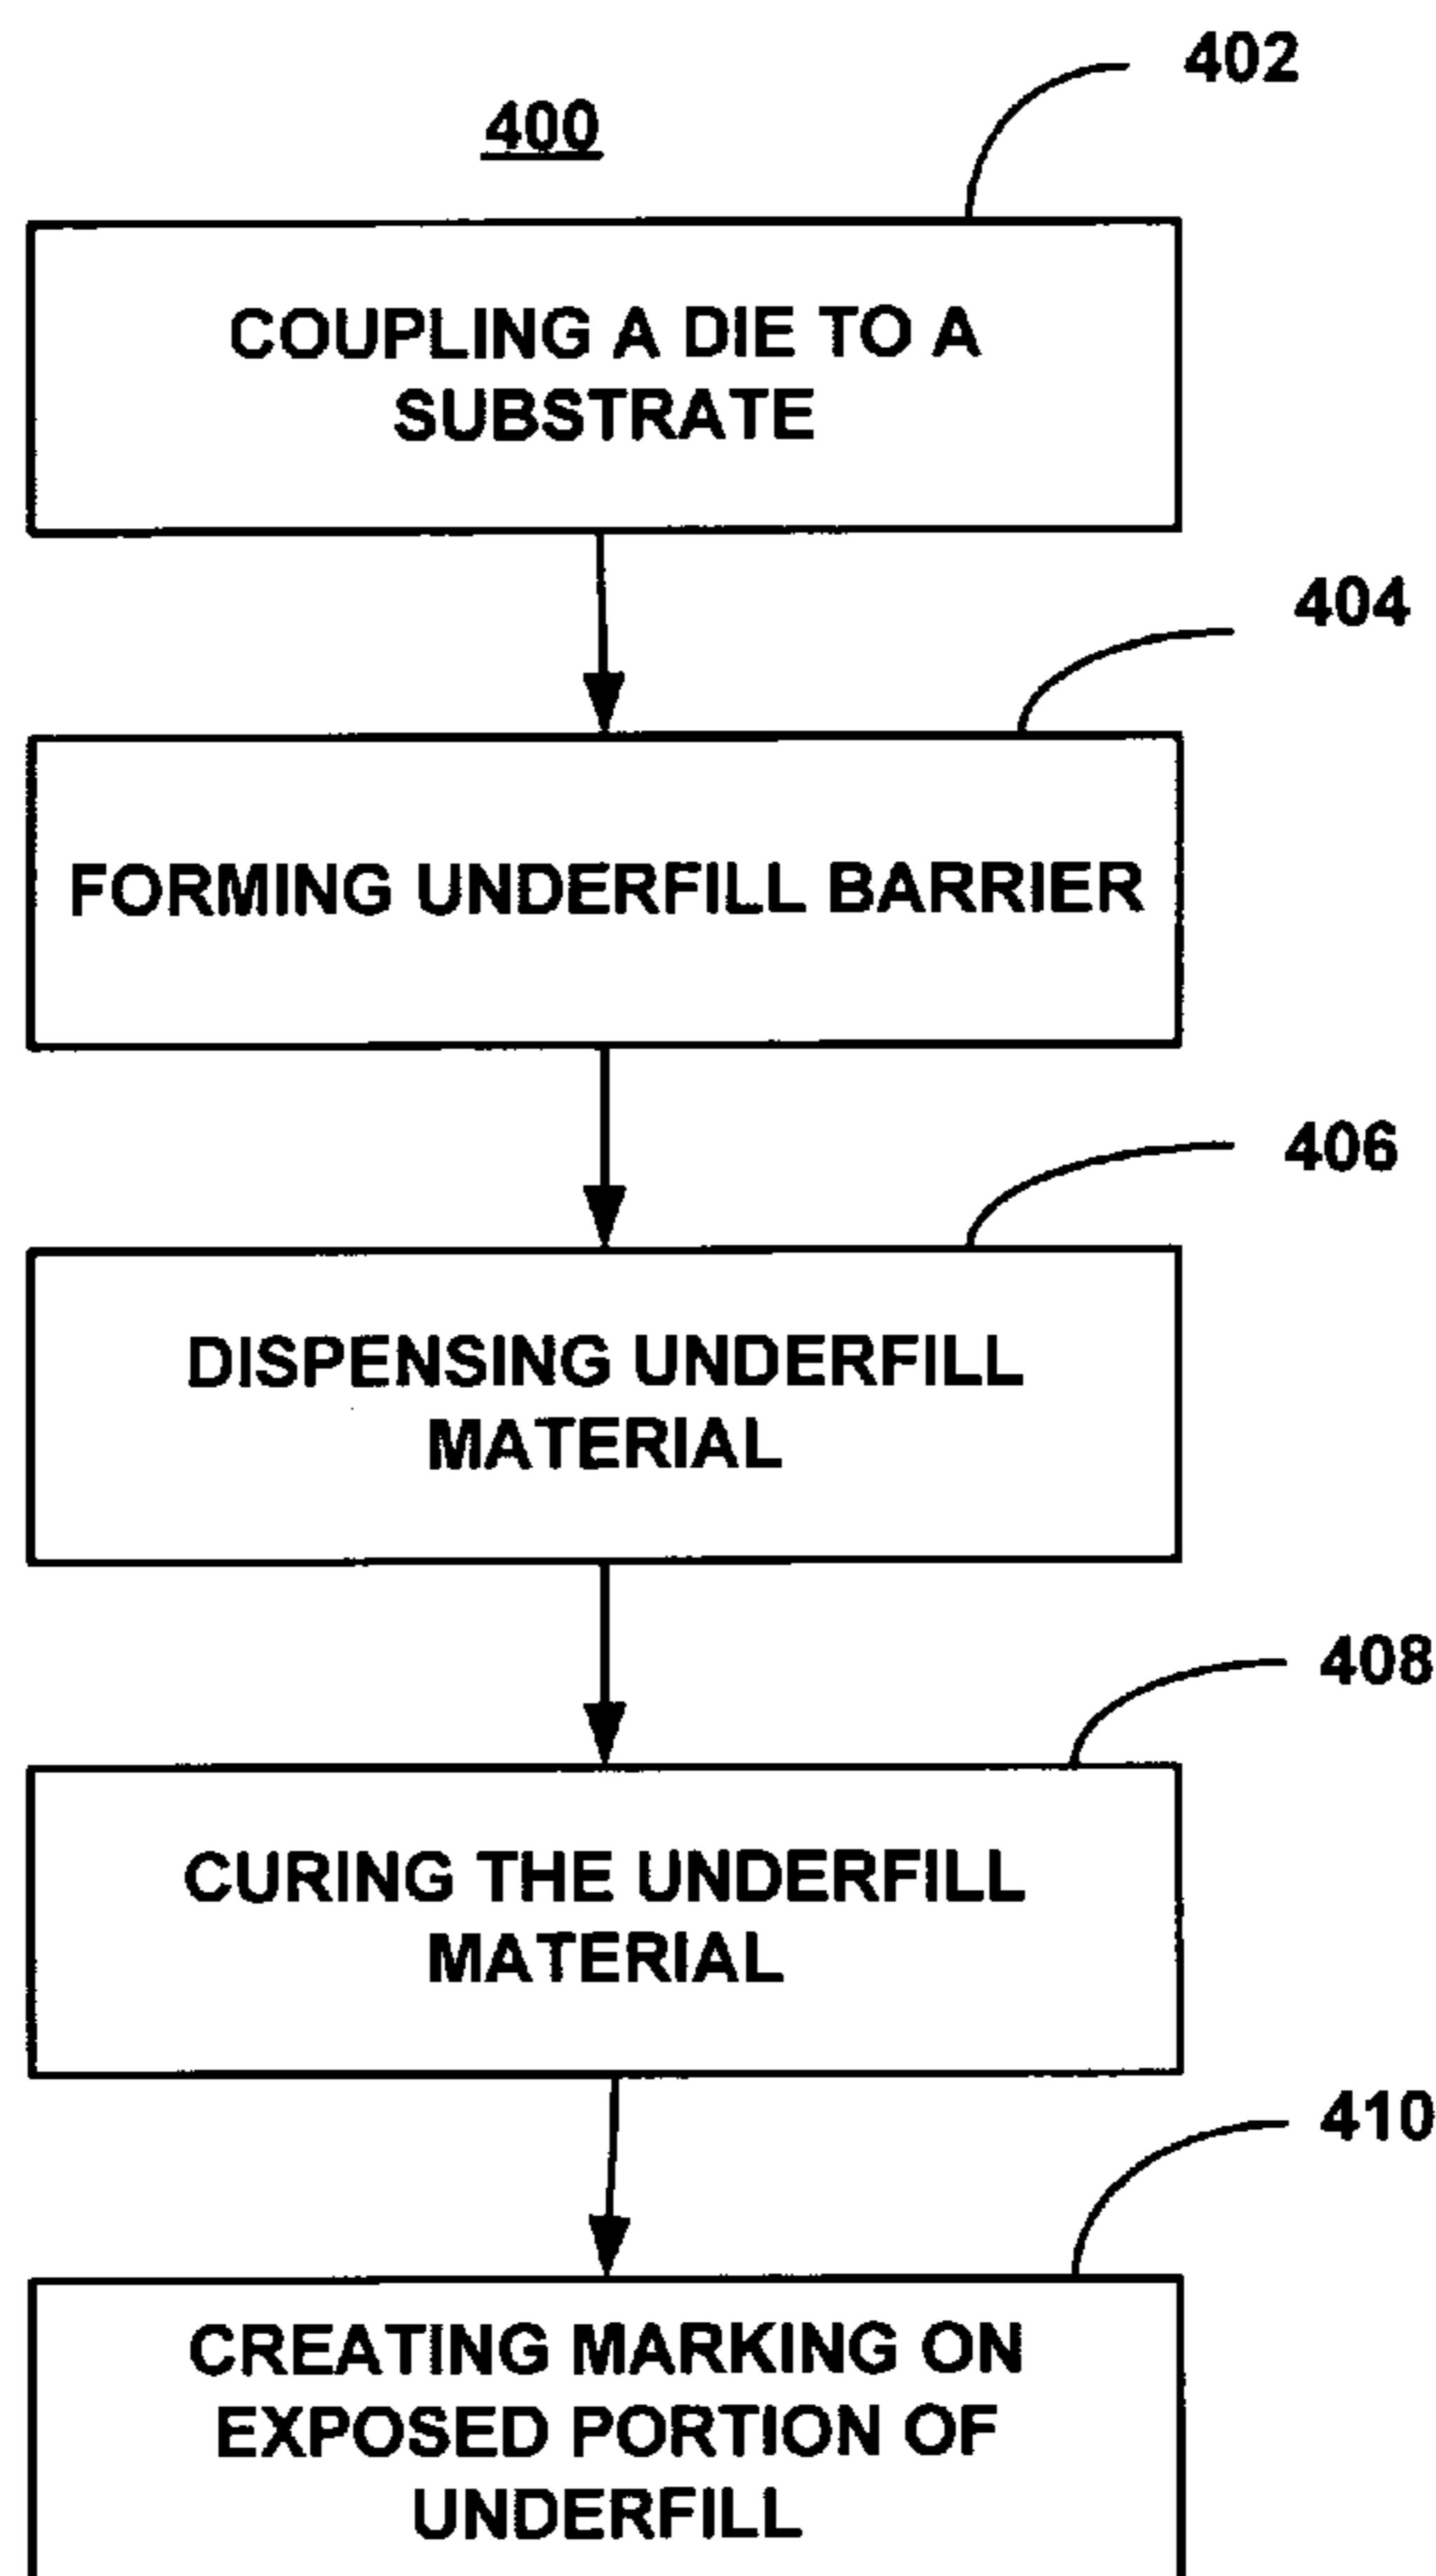 402
400
COUPLING A DIE TO A
SUBSTRATE
404
FORMING UNDERFILL BARRIER
406
DISPENSING UNDERFILL
MATERIAL
408
CURING THE UNDERFILL
MATERIAL
410
CREATING MARKING ON
EXPOSED PORTION OF
UNDERFILL